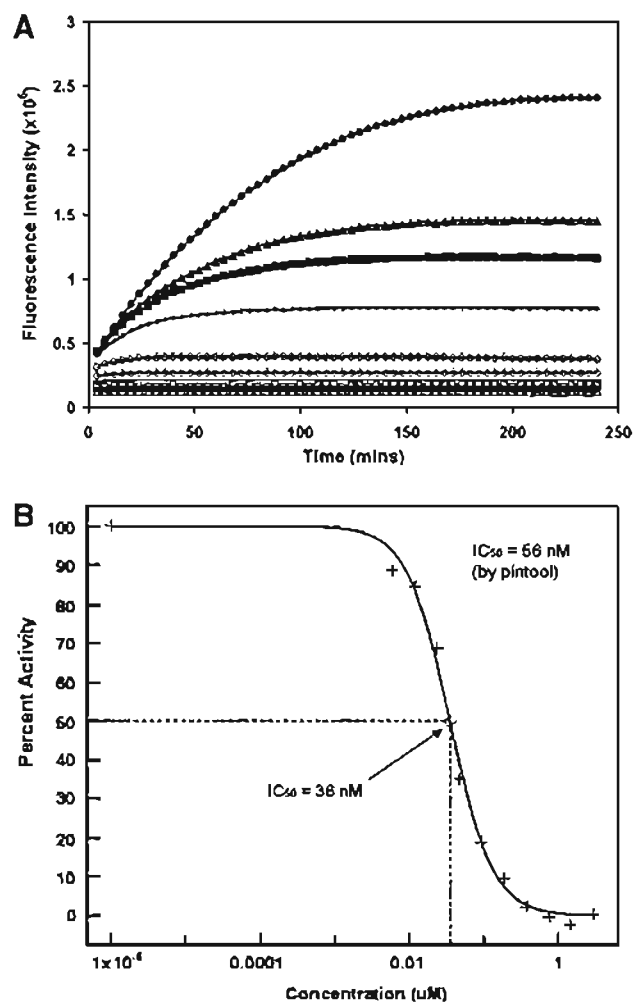 A
Fluorescence Intensity (x10⁶)
3
2.5
2
1.5
1
0.5
0
0 50 100 150 200 250
Time (mins)
B
Percent Activity
100
90
80
70
60
50
40
30
20
10
0
IC₅₀ = 56 nM
(by pintool)
IC₅₀ = 36 nM
1x10⁻⁶ 0.0001 0.01 1
Concentration (uM)